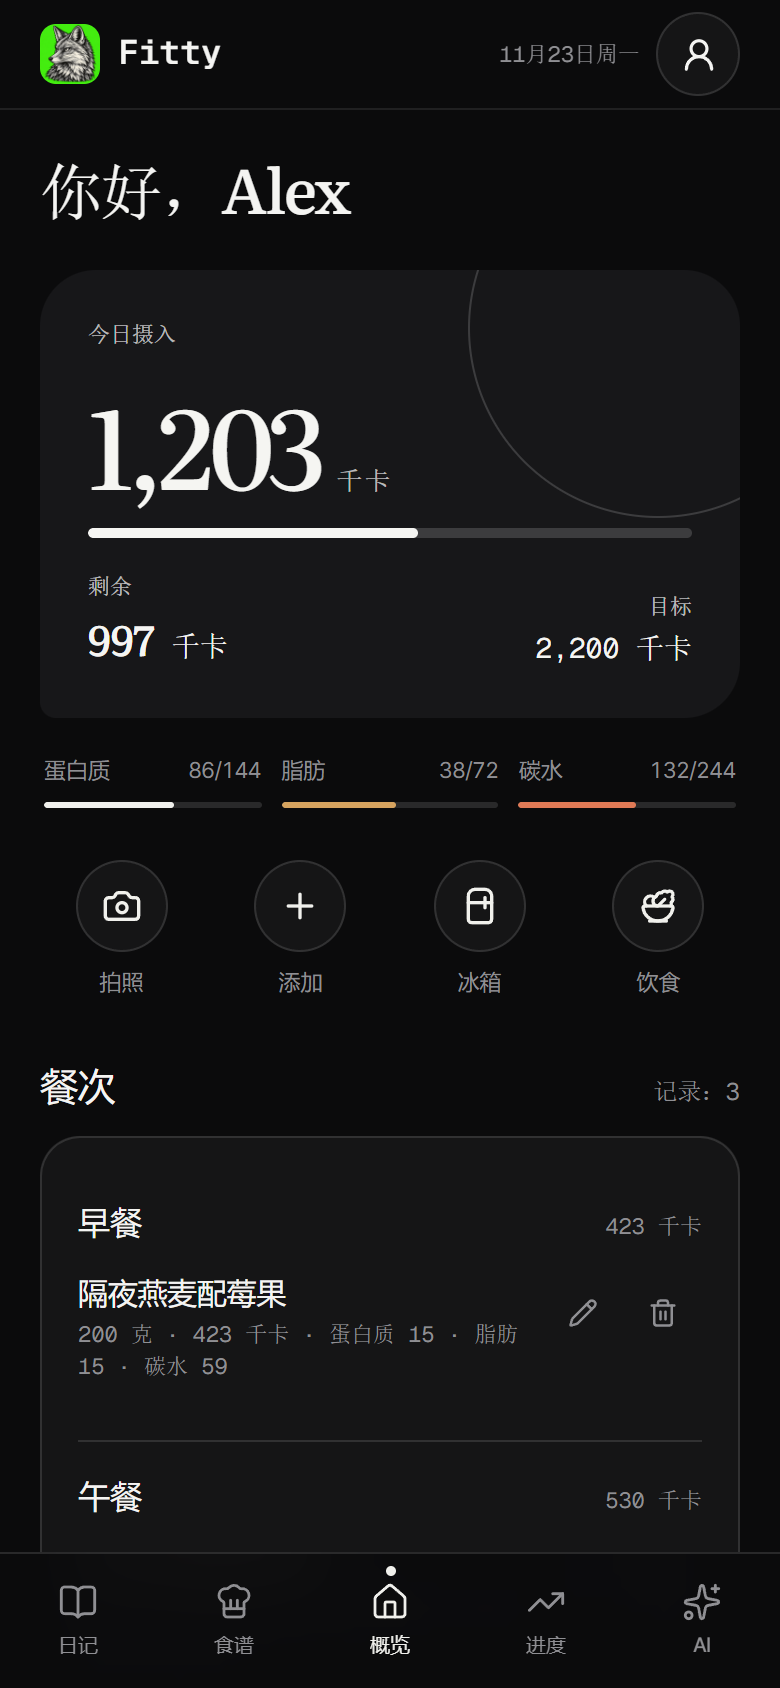 Fitty
11月23日周一
你好，Alex
今日摄入
1,203 千卡
剩余
997 千卡
目标
2,200 千卡
蛋白质 86/144
脂肪 38/72
碳水 132/244
拍照
添加
冰箱
饮食
餐次
记录：3
早餐
423 千卡
隔夜燕麦配莓果
200 克 · 423 千卡 · 蛋白质 15 · 脂肪
15 · 碳水 59
午餐
530 千卡
日记
食谱
概览
进度
AI